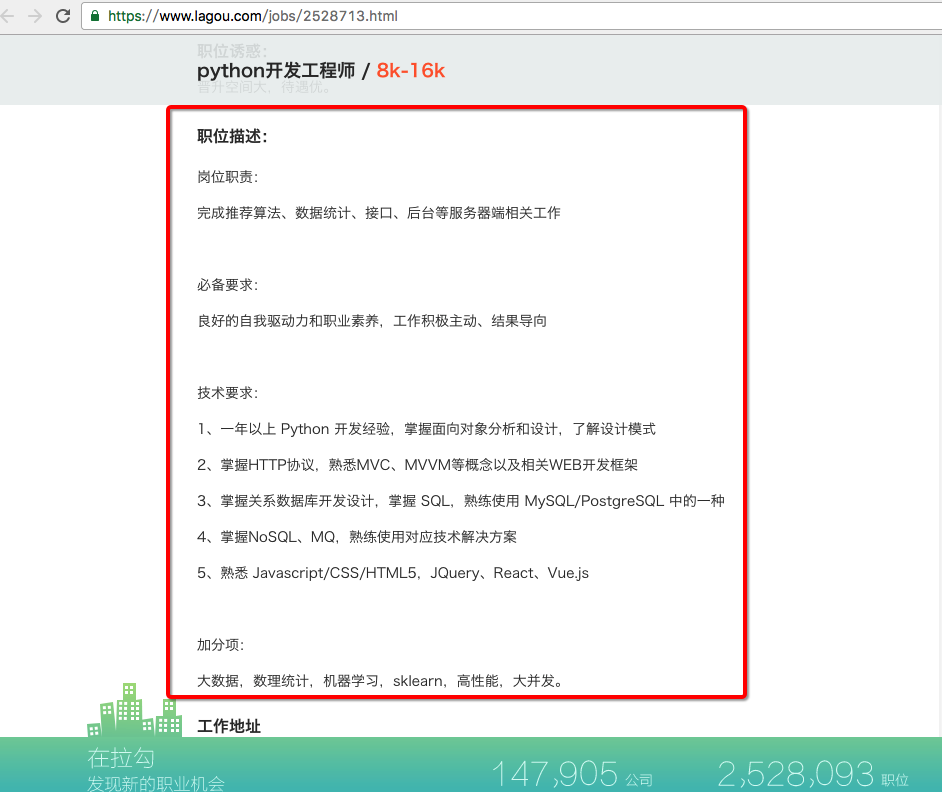 https://www.lagou.com/jobs/2528713.html
职位诱惑：
python开发工程师 / 8k-16k
晋升空间大，待遇优。
职位描述：
岗位职责：
完成推荐算法、数据统计、接口、后台等服务器端相关工作
必备要求：
良好的自我驱动力和职业素养，工作积极主动、结果导向
技术要求：
1、一年以上 Python 开发经验，掌握面向对象分析和设计，了解设计模式
2、掌握HTTP协议，熟悉MVC、MVVM等概念以及相关WEB开发框架
3、掌握关系数据库开发设计，掌握 SQL，熟练使用 MySQL/PostgreSQL 中的一种
4、掌握NoSQL、MQ，熟练使用对应技术解决方案
5、熟悉 Javascript/CSS/HTML5，JQuery、React、Vue.js
加分项：
大数据，数理统计，机器学习，sklearn，高性能，大并发。
工作地址
在拉勾
发现新的职业机会
147,905 公司
2,528,093 职位